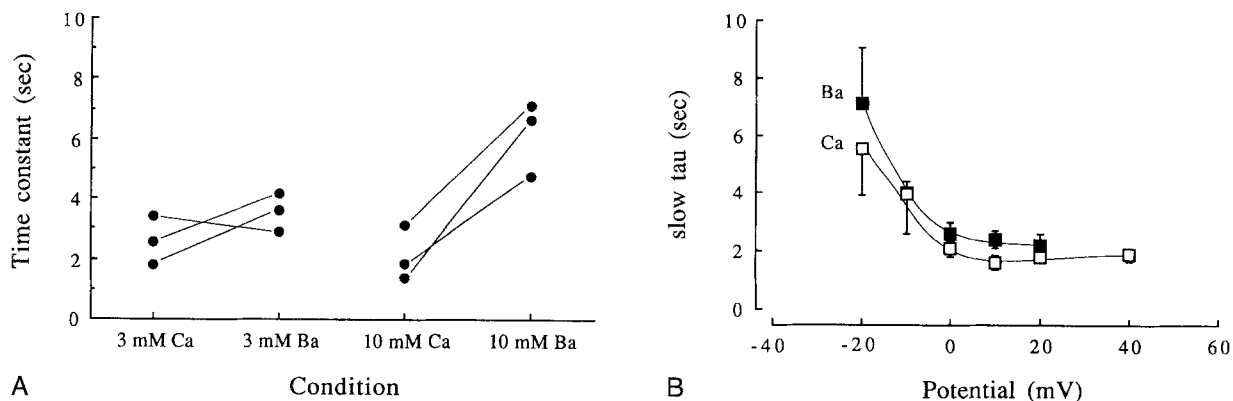 Time constant (sec)
10
8
6
4
2
0
3 mM Ca
3 mM Ba
10 mM Ca
10 mM Ba
Condition
A
slow tau (sec)
10
8
6
4
2
0
Ba
Ca
-40
-20
0
20
40
60
Potential (mV)
B